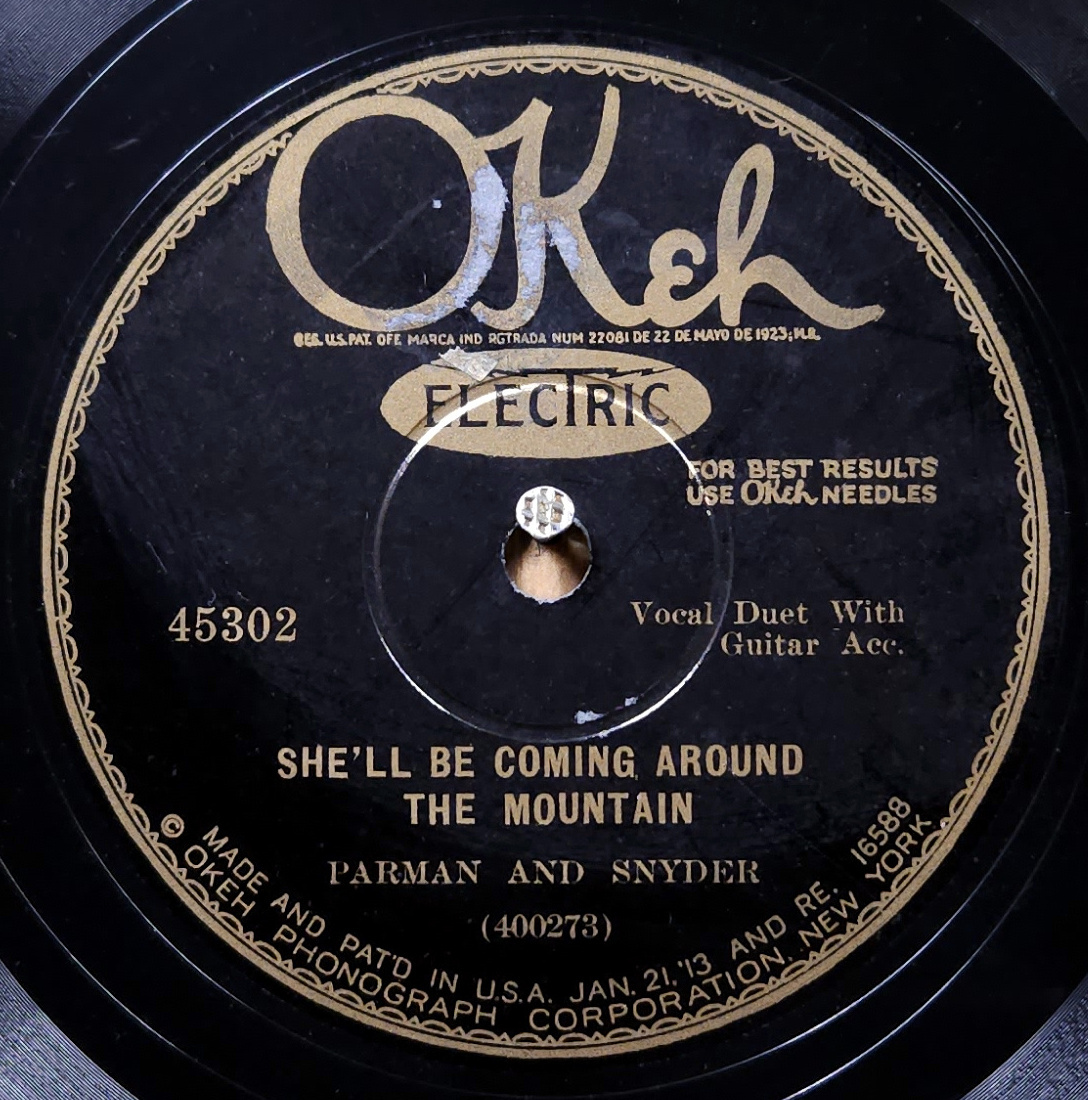 OKeh
REG. U.S. PAT. OFF. MARCA IND RGTRADA NUM 22081 DE 22 DE MAYO DE 1923; M.R.
ELECTRIC
FOR BEST RESULTS
USE OKeh NEEDLES
45302
Vocal Duet With
Guitar Acc.
SHE'LL BE COMING AROUND
THE MOUNTAIN
PARMAN AND SNYDER
(400273)
MADE AND PAT'D IN U.S.A. JAN. 21, '13 AND RE. 16588
© OKEH PHONOGRAPH CORPORATION, NEW YORK